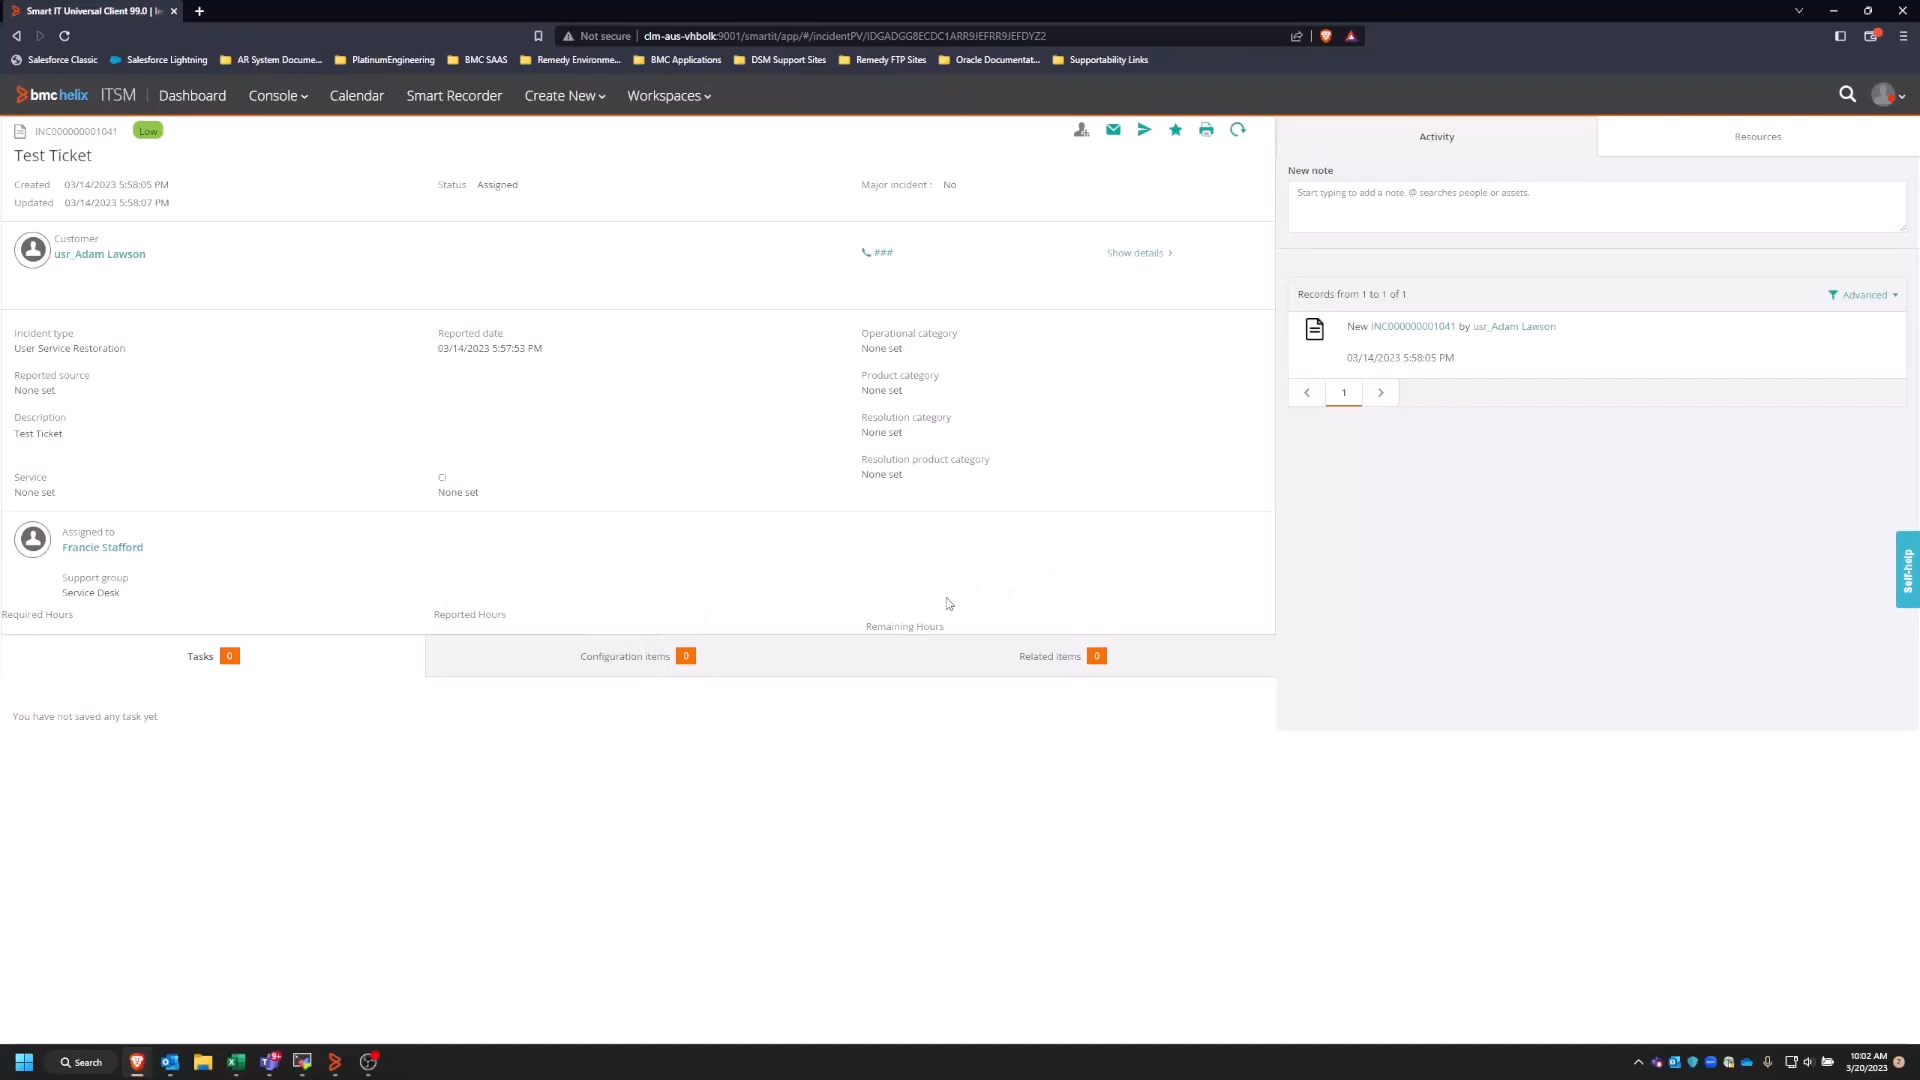 Smart IT Universal Client 99.0 | In
Not secure clm-aus-vhbolk:9001/smartit/app/#/incidentPV/IDGADGG8ECDC1ARR9JEFRR9JEFDYZ2
Salesforce Classic Salesforce Lightning AR System Docume... PlatinumEngineering BMC SAAS Remedy Environme... BMC Applications DSM Support Sites Remedy FTP Sites Oracle Documentat... Supportability Links
bmc helix ITSM Dashboard Console Calendar Smart Recorder Create New Workspaces
INC000000001041 Low
Test Ticket
Created 03/14/2023 5:58:05 PM Status Assigned Major incident : No
Updated 03/14/2023 5:58:07 PM
Customer
usr_Adam Lawson ### Show details
Incident type Reported date Operational category
User Service Restoration 03/14/2023 5:57:53 PM None set
Reported source Product category
None set None set
Description Resolution category
Test Ticket None set
Resolution product category
None set
Service CI
None set None set
Assigned to
Francie Stafford
Support group
Service Desk
Required Hours Reported Hours
Remaining Hours
Tasks 0 Configuration items 0 Related items 0
You have not saved any task yet
Activity Resources
New note
Start typing to add a note. @ searches people or assets.
Records from 1 to 1 of 1 Advanced
New INC000000001041 by usr_Adam Lawson
03/14/2023 5:58:05 PM
1
Self-help
Search 9+ 10:02 AM
3/20/2023 2